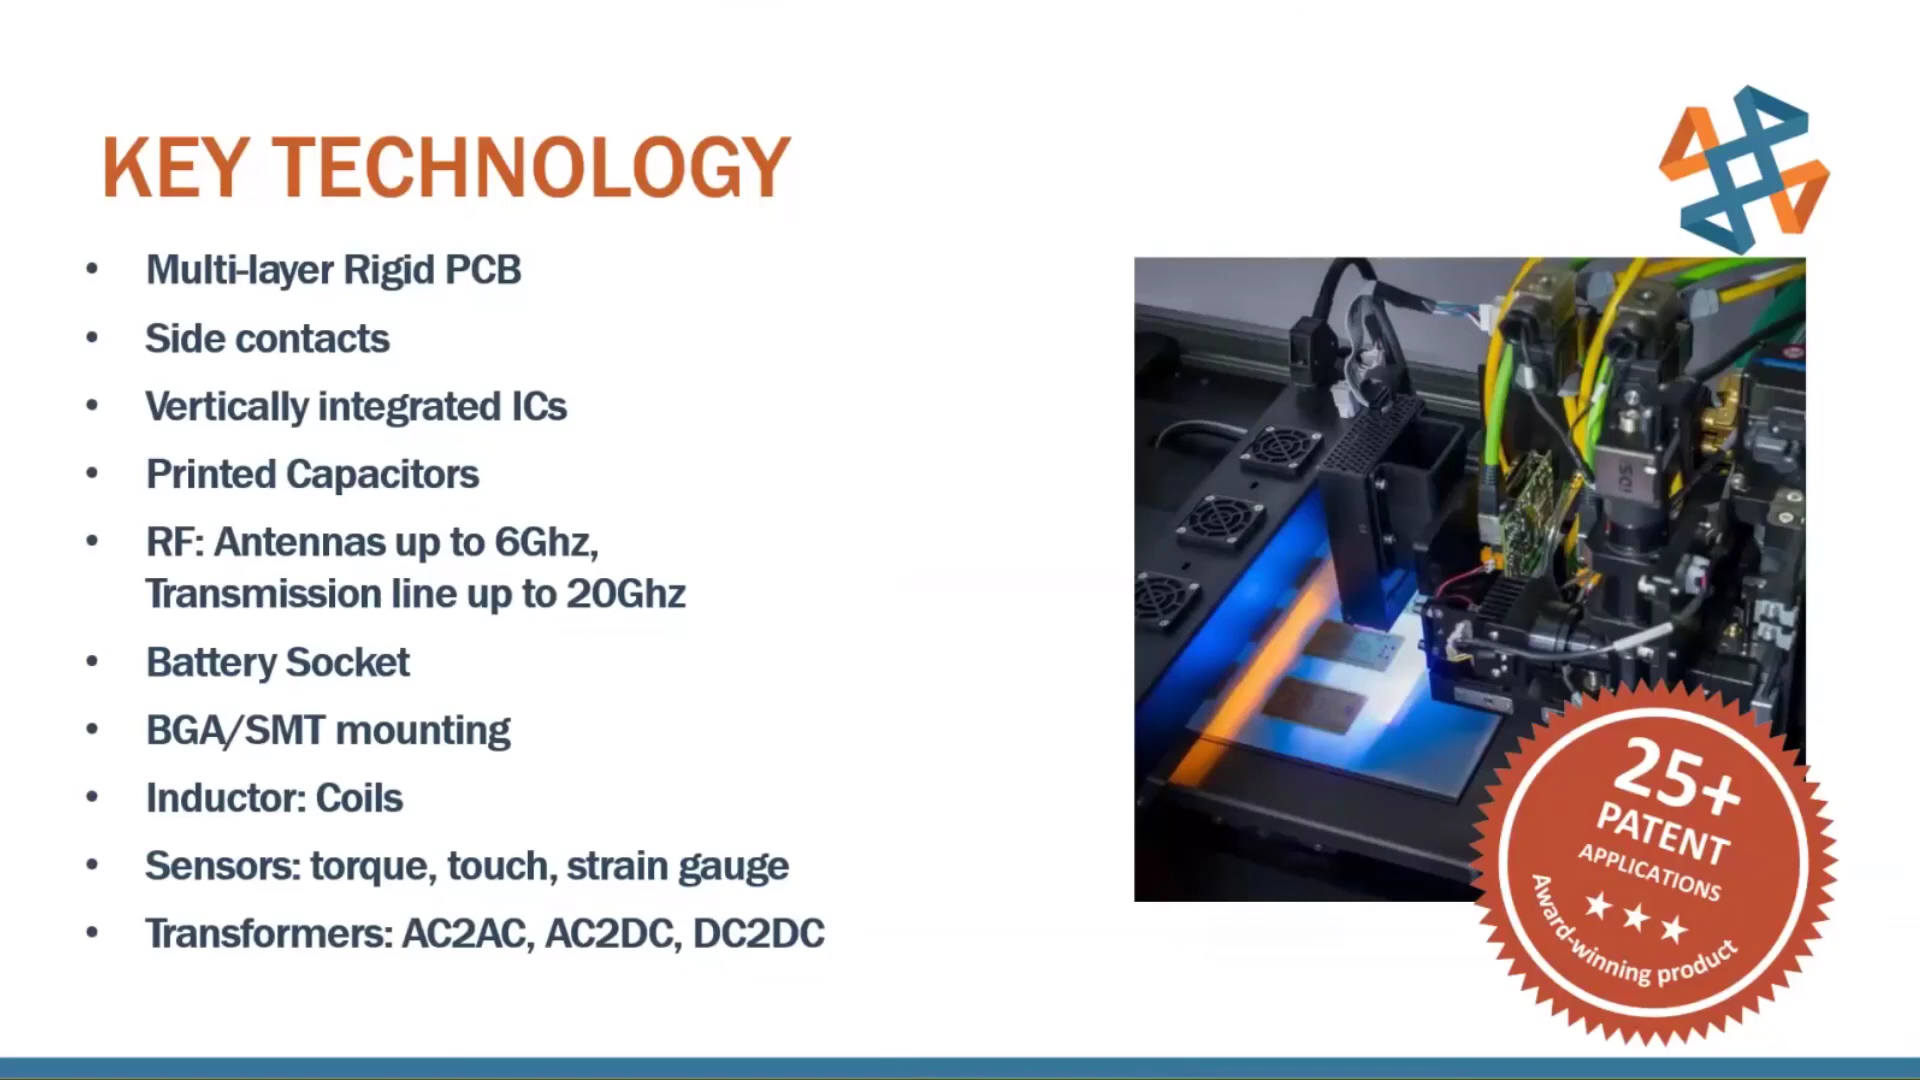 KEY TECHNOLOGY
• Multi-layer Rigid PCB
• Side contacts
• Vertically integrated ICs
• Printed Capacitors
• RF: Antennas up to 6Ghz,
Transmission line up to 20Ghz
• Battery Socket
• BGA/SMT mounting
• Inductor: Coils
• Sensors: torque, touch, strain gauge
• Transformers: AC2AC, AC2DC, DC2DC
iDS
25+
PATENT
APPLICATIONS
Award-winning product